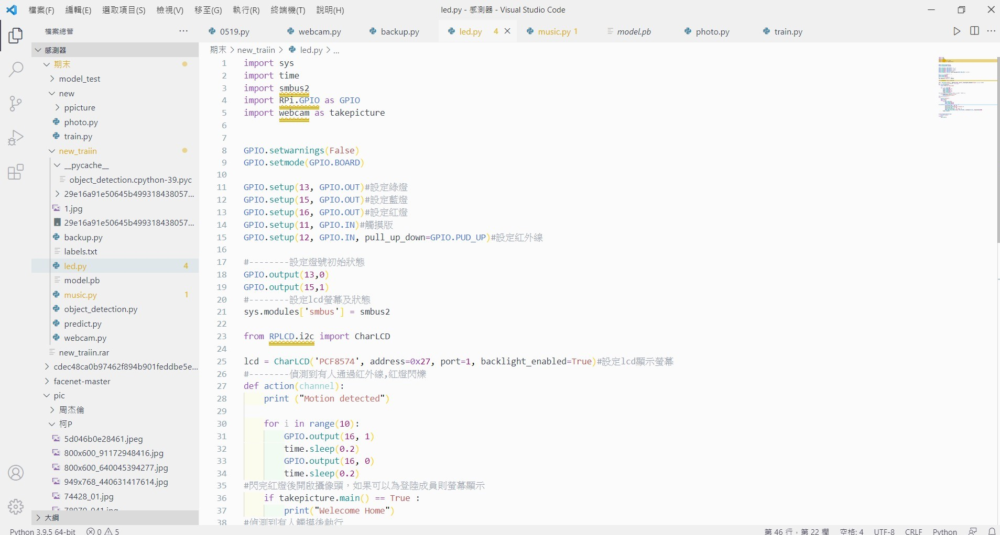 檔案(F) 編輯(E) 選取項目(S) 檢視(V) 移至(G) 執行(R) 終端機(T) 說明(H) led.py - 感測器 - Visual Studio Code
檔案總管 ...
0519.py webcam.py backup.py led.py 4 music.py 1 model.pb photo.py train.py
感測器
期末
model_test
new
ppicture
photo.py
train.py
new_traiin
__pycache__
object_detection.cpython-39.pyc
29e16a91e50645b499318438057...
1.jpg
29e16a91e50645b499318438057...
backup.py
labels.txt
led.py 4
model.pb
music.py 1
object_detection.py
predict.py
webcam.py
new_traiin.rar
cdec48ca0b97462f894b901feddbe5e...
facenet-master
pic
周杰倫
柯P
5d046b0e28461.jpeg
800x600_91172948416.jpg
800x600_640045394277.jpg
949x768_440631417614.jpg
74428_01.jpg
78970_041.jpg
大綱
期末 > new_traiin > led.py > ...
1 import sys
2 import time
3 import smbus2
4 import RPi.GPIO as GPIO
5 import webcam as takepicture
6
7
8 GPIO.setwarnings(False)
9 GPIO.setmode(GPIO.BOARD)
10
11 GPIO.setup(13, GPIO.OUT)#設定綠燈
12 GPIO.setup(15, GPIO.OUT)#設定藍燈
13 GPIO.setup(16, GPIO.OUT)#設定紅燈
14 GPIO.setup(11, GPIO.IN)#觸摸版
15 GPIO.setup(12, GPIO.IN, pull_up_down=GPIO.PUD_UP)#設定紅外線
16
17 #--------設定燈號初始狀態
18 GPIO.output(13,0)
19 GPIO.output(15,1)
20 #--------設定lcd螢幕及狀態
21 sys.modules['smbus'] = smbus2
22
23 from RPLCD.i2c import CharLCD
24
25 lcd = CharLCD('PCF8574', address=0x27, port=1, backlight_enabled=True)#設定lcd顯示螢幕
26 #--------偵測到有人通過紅外線,紅燈閃爍
27 def action(channel):
28 print ("Motion detected")
29
30 for i in range(10):
31 GPIO.output(16, 1)
32 time.sleep(0.2)
33 GPIO.output(16, 0)
34 time.sleep(0.2)
35 #閃完紅燈後開啟攝像頭，如果可以為登陸成員則螢幕顯示
36 if takepicture.main() == True :
37 print("Welecome Home")
38 #偵測到有人觸摸後執行
Python 3.9.5 64-bit 0 5 第 46 行，第 22 欄 空格: 4 UTF-8 CRLF Python